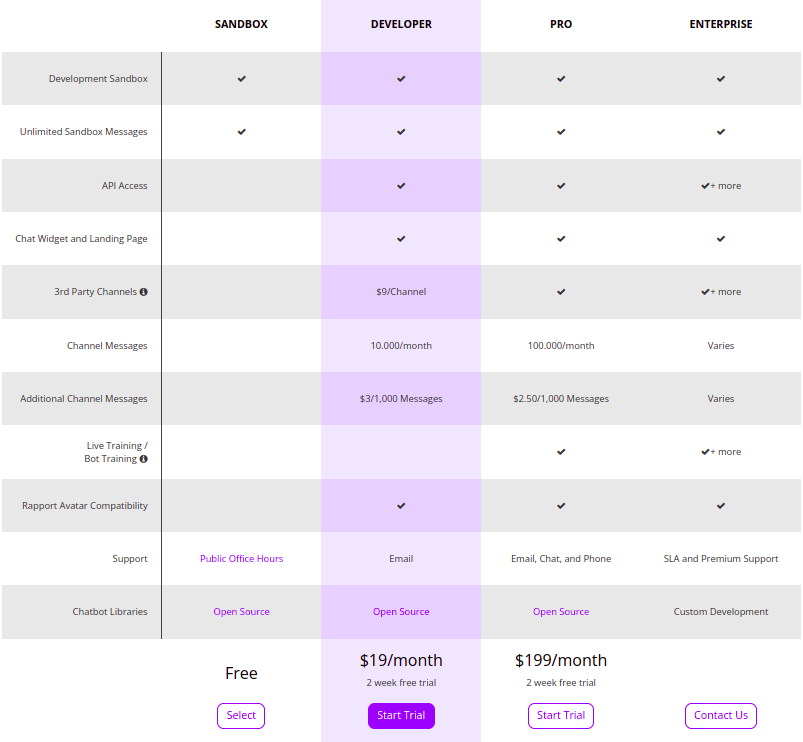 SANDBOX DEVELOPER PRO ENTERPRISE
Development Sandbox
Unlimited Sandbox Messages
API Access + more
Chat Widget and Landing Page
3rd Party Channels $9/Channel + more
Channel Messages 10.000/month 100.000/month Varies
Additional Channel Messages $3/1,000 Messages $2.50/1,000 Messages Varies
Live Training /
Bot Training + more
Rapport Avatar Compatibility
Support Public Office Hours Email Email, Chat, and Phone SLA and Premium Support
Chatbot Libraries Open Source Open Source Open Source Custom Development
Free $19/month $199/month
2 week free trial 2 week free trial
Select Start Trial Start Trial Contact Us